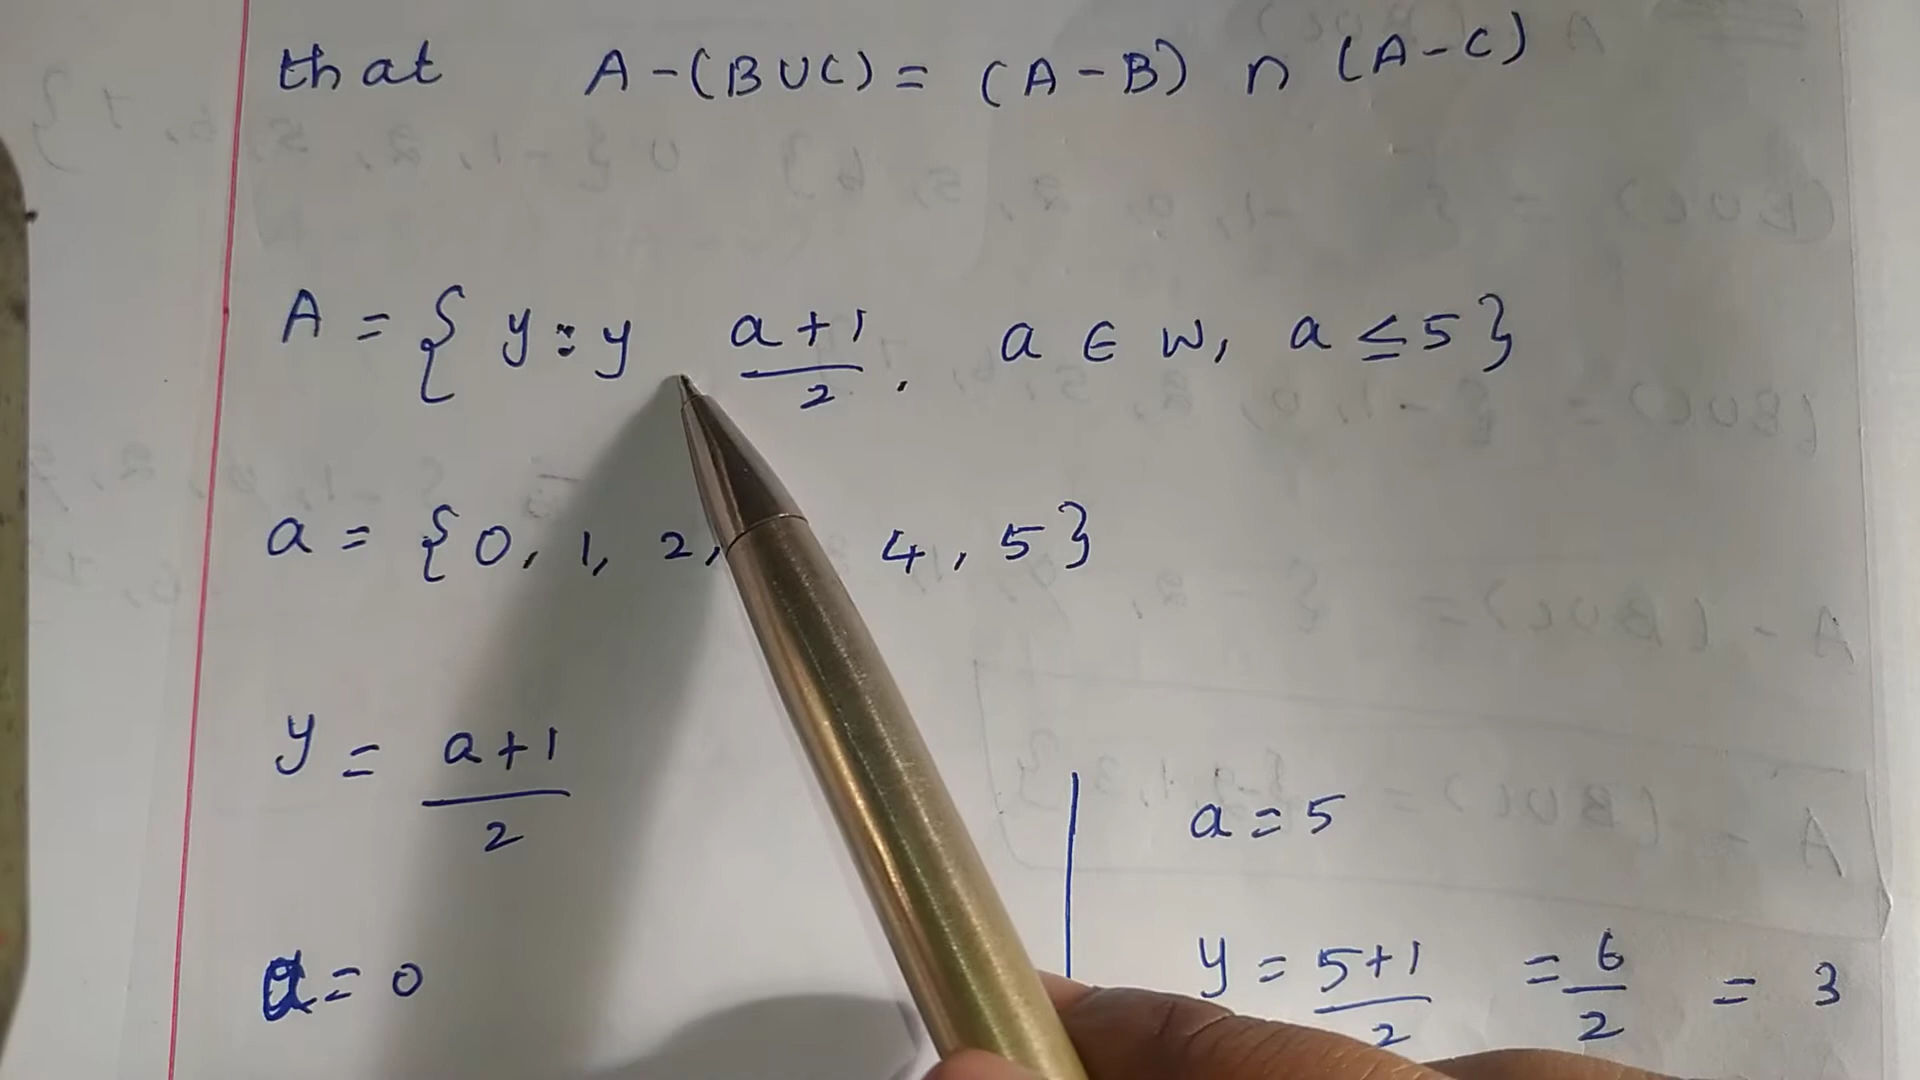 that A-(BUC) = (A-B) ∩ (A-C)
A = { y : y a+1/2, a ∈ W, a ≤ 5 }
a = { 0, 1, 2, 4, 5 }
y = a+1/2
a = 0
a = 5
y = 5+1/2 = 6/2 = 3